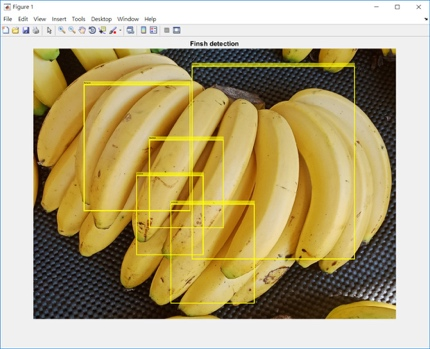 Figure 1
File Edit View Insert Tools Desktop Window Help
Finsh detection